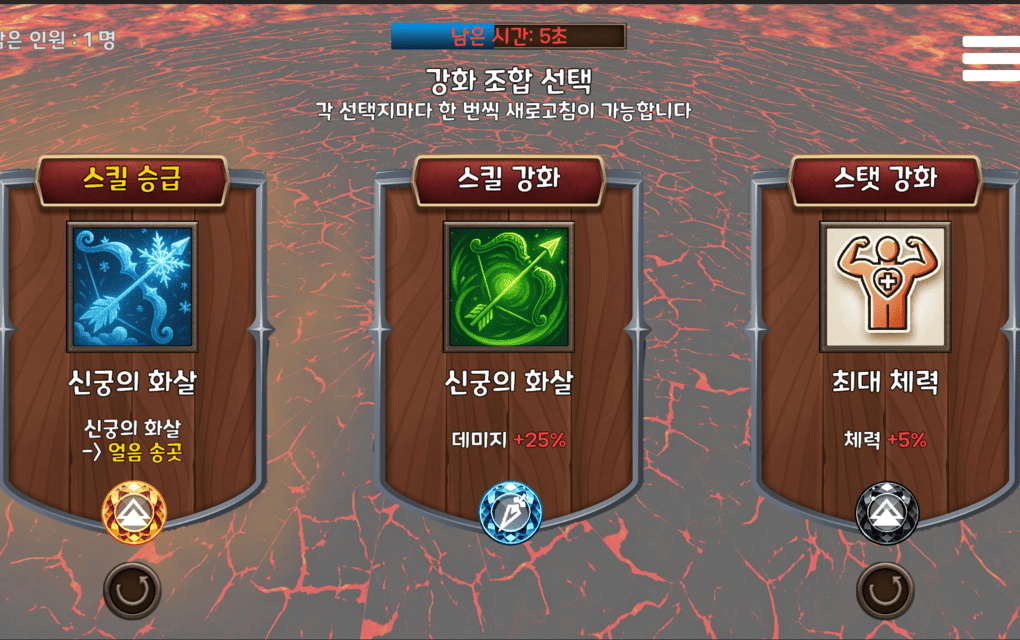 남은 인원 : 1 명
남은 시간: 5초
강화 조합 선택
각 선택지마다 한 번씩 새로고침이 가능합니다
스킬 승급
신궁의 화살
신궁의 화살
-> 얼음 송곳
스킬 강화
신궁의 화살
데미지 +25%
스탯 강화
최대 체력
체력 +5%